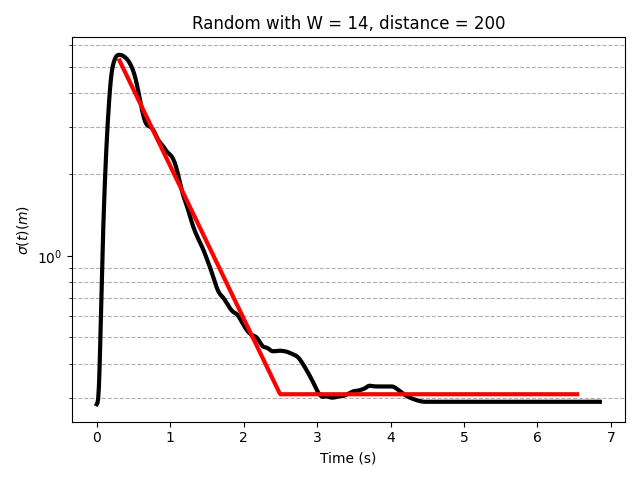 Random with W = 14, distance = 200
σ(t)(m)
10⁰
0 1 2 3 4 5 6 7
Time (s)